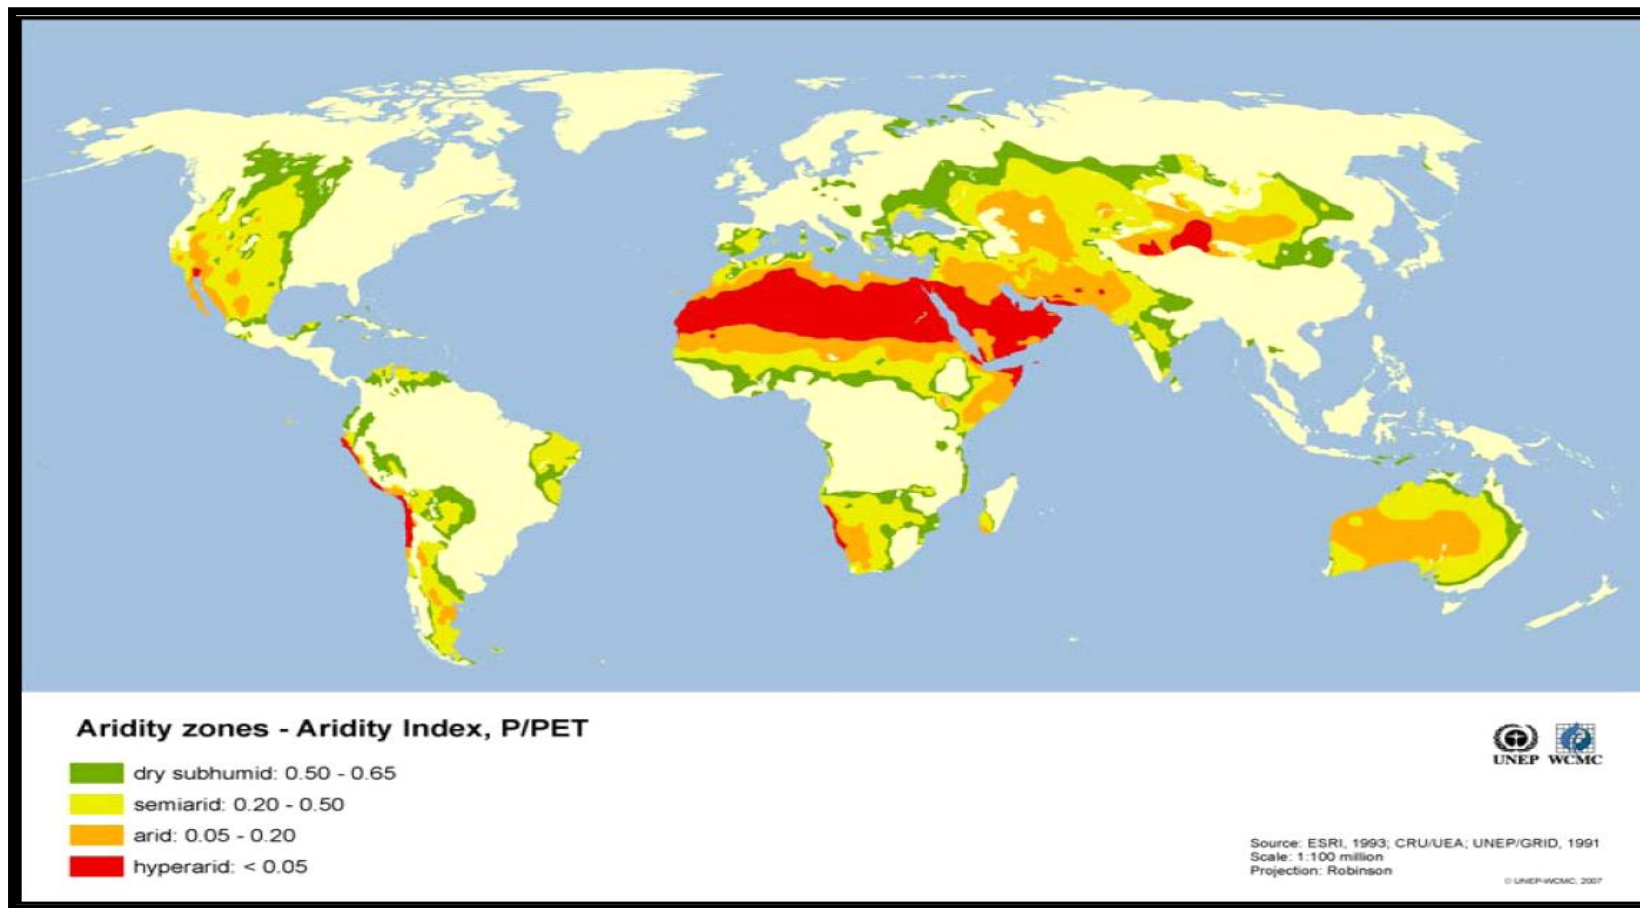 Aridity zones - Aridity Index, P/PET
dry subhumid: 0.50 - 0.65
semiarid: 0.20 - 0.50
arid: 0.05 - 0.20
hyperarid: < 0.05
UNEP WCMC
Source: ESRI, 1993; CRU/UEA; UNEP/GRID, 1991
Scale: 1:100 million
Projection: Robinson
© UNEP-WCMC, 2007